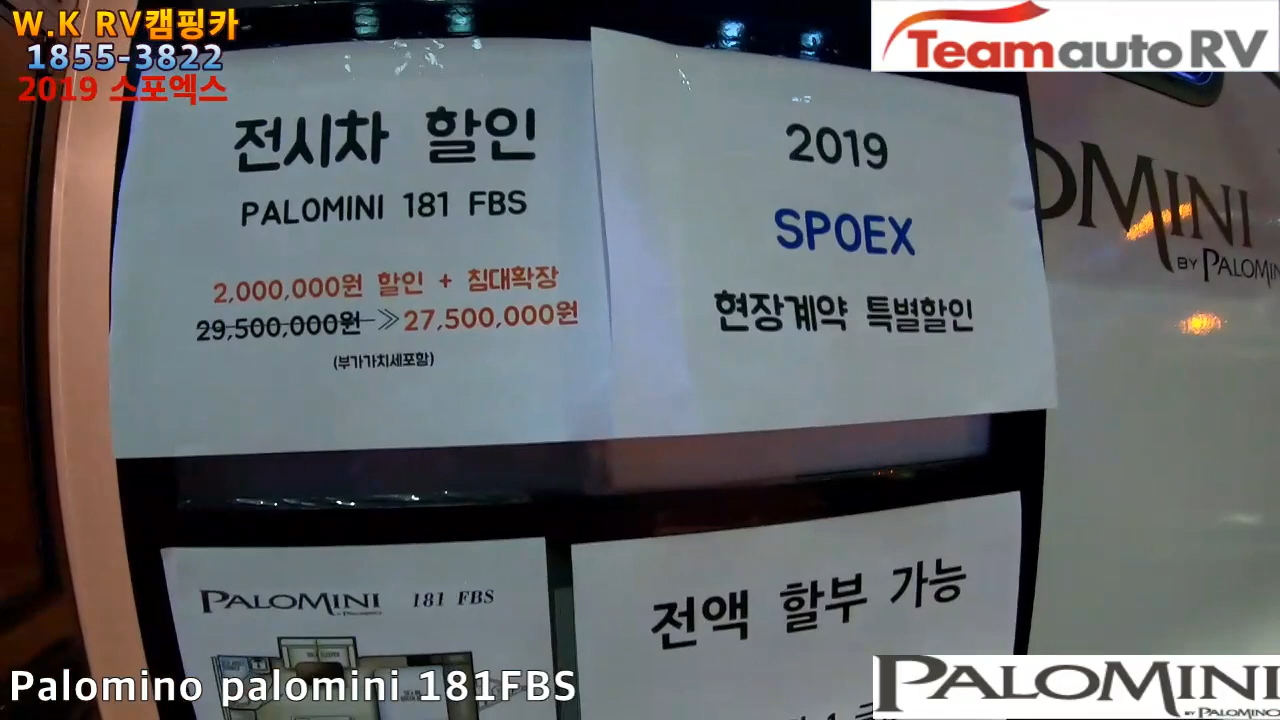 W.K RV캠핑카
1855-3822
2019 스포엑스
Team auto RV
전시차 할인
PALOMINI 181 FBS
2,000,000원 할인 + 침대확장
29,500,000원 ≫ 27,500,000원
(부가가치세포함)
2019
SPOEX
현장계약 특별할인
OMINI
BY PALOMIN
PALOMINI 181 FBS
전액 할부 가능
Palomino palomini 181FBS
PALOMINI
BY PALOMINO